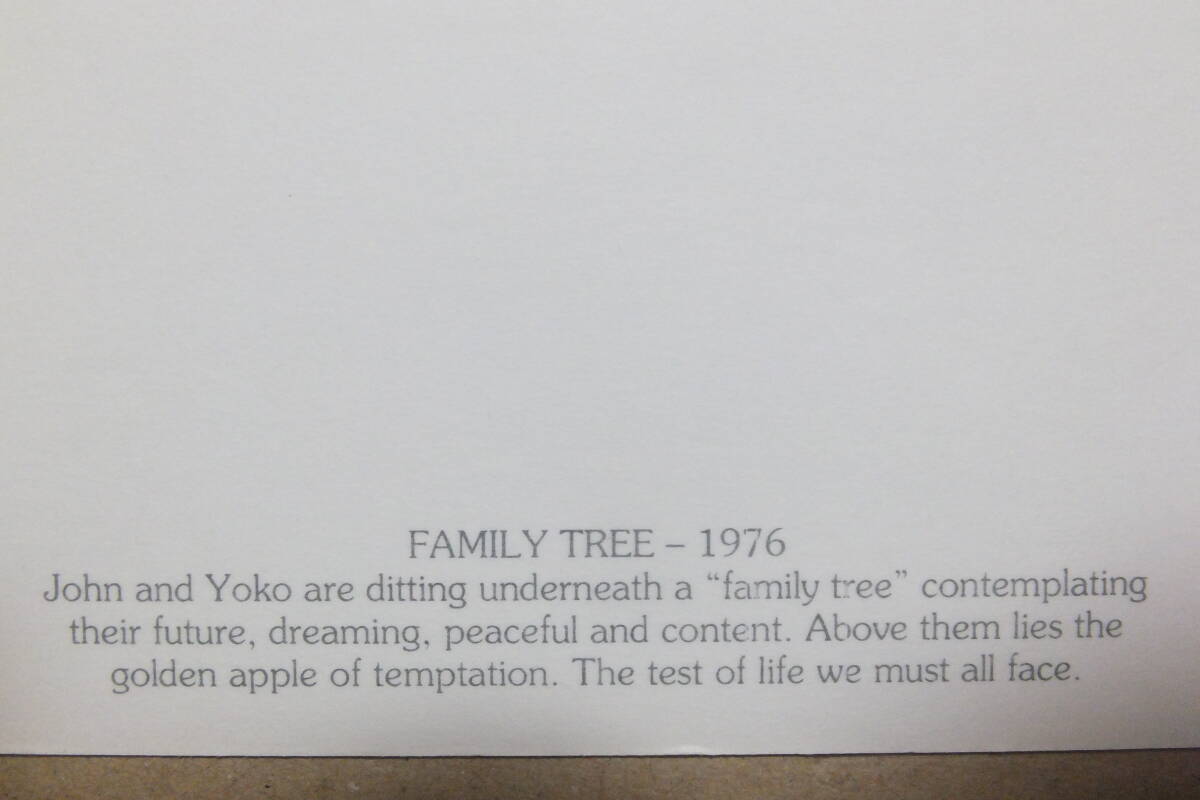 FAMILY TREE – 1976
John and Yoko are ditting underneath a “family tree” contemplating
their future, dreaming, peaceful and content. Above them lies the
golden apple of temptation. The test of life we must all face.